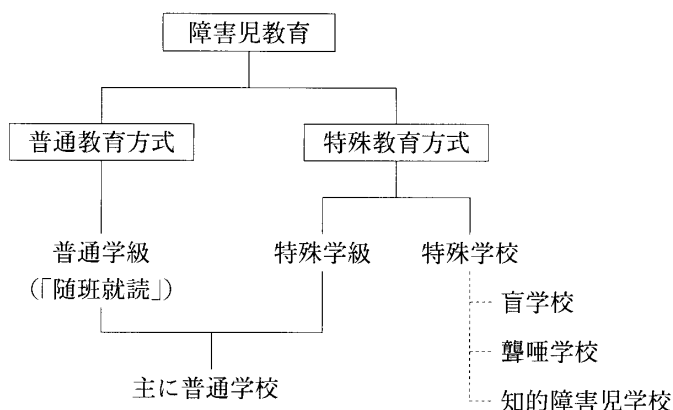 障害児教育
普通教育方式
特殊教育方式
普通学級
(「随班就読」)
特殊学級
特殊学校
盲学校
聾唖学校
知的障害児学校
主に普通学校